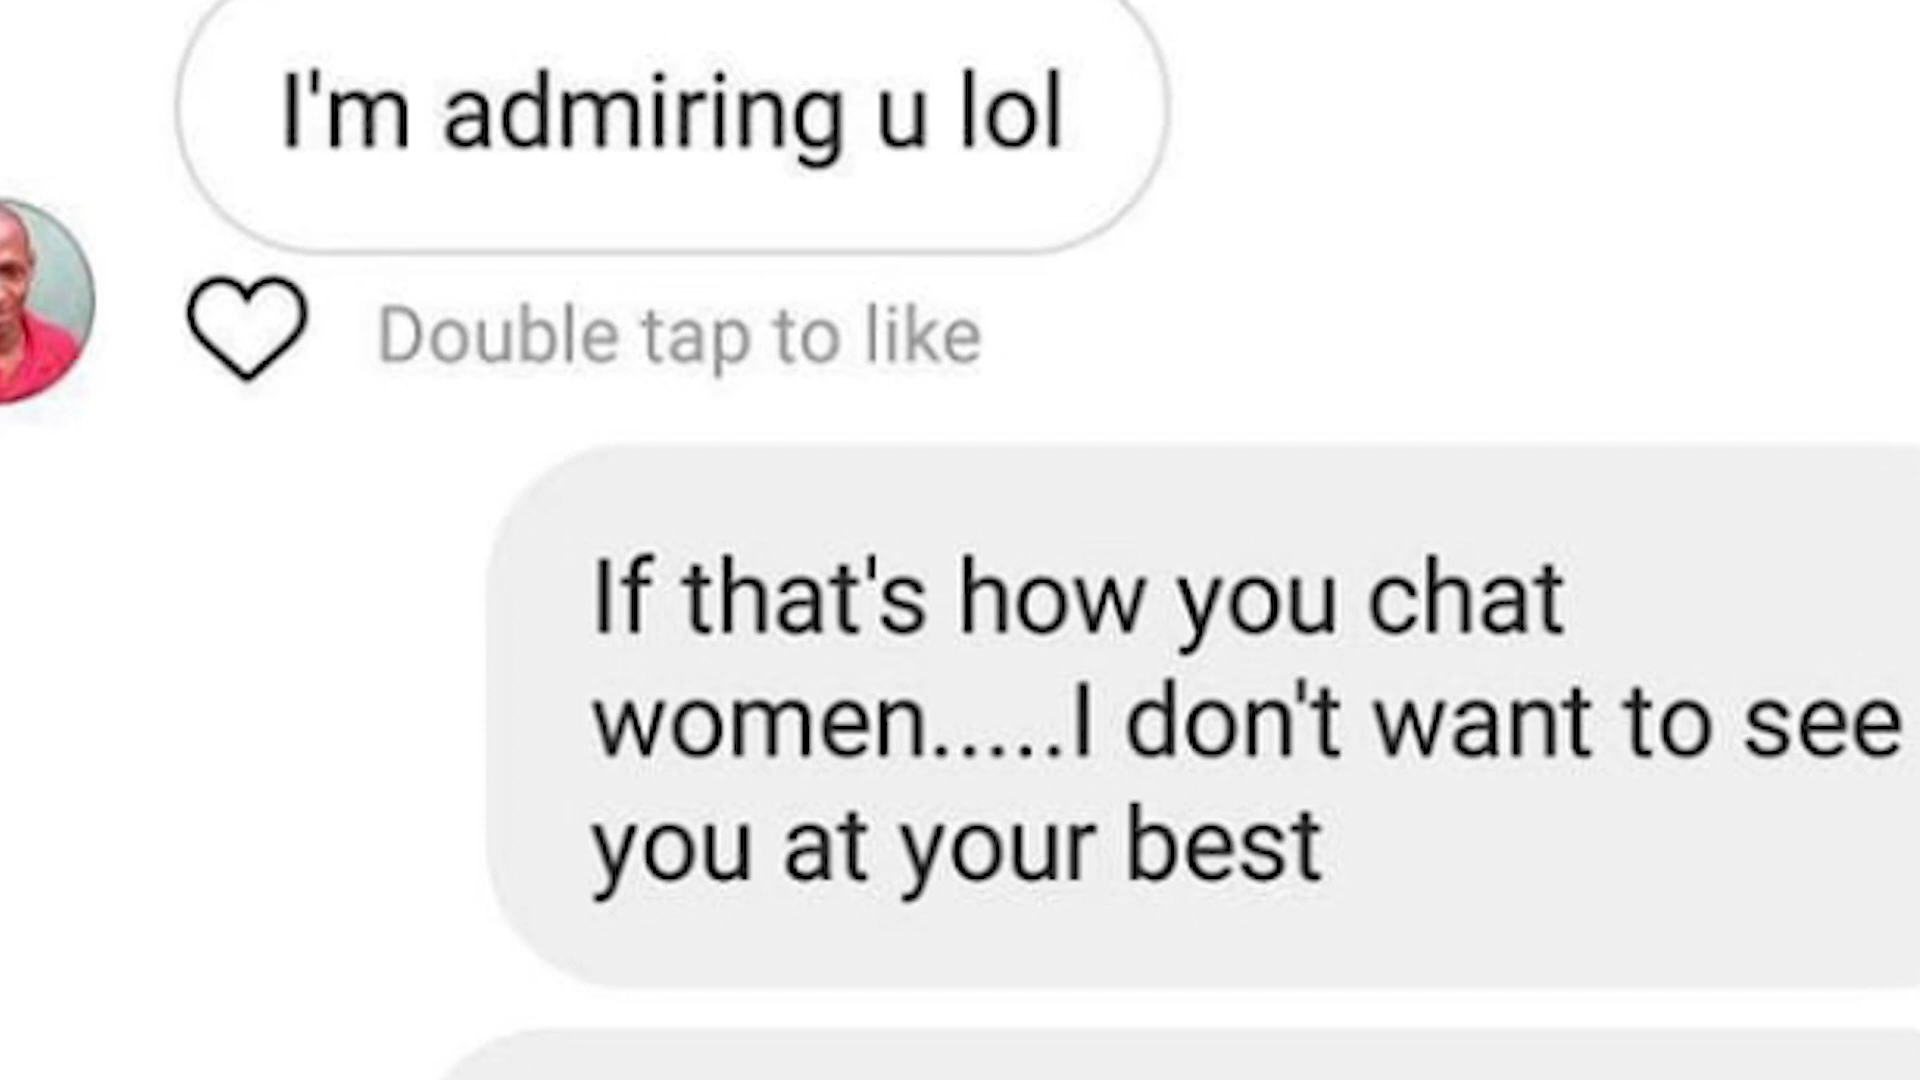 I'm admiring u lol
Double tap to like
If that's how you chat
women.....I don't want to see
you at your best